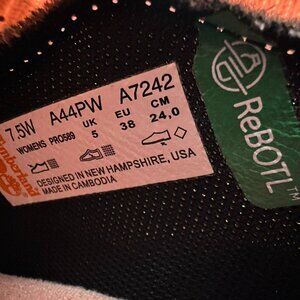 7.5W A44PW A7242
WOMENS PRO589 UK EU CM
5 38 24,0
DESIGNED IN NEW HAMPSHIRE, USA
MADE IN CAMBODIA
ReBOTL™